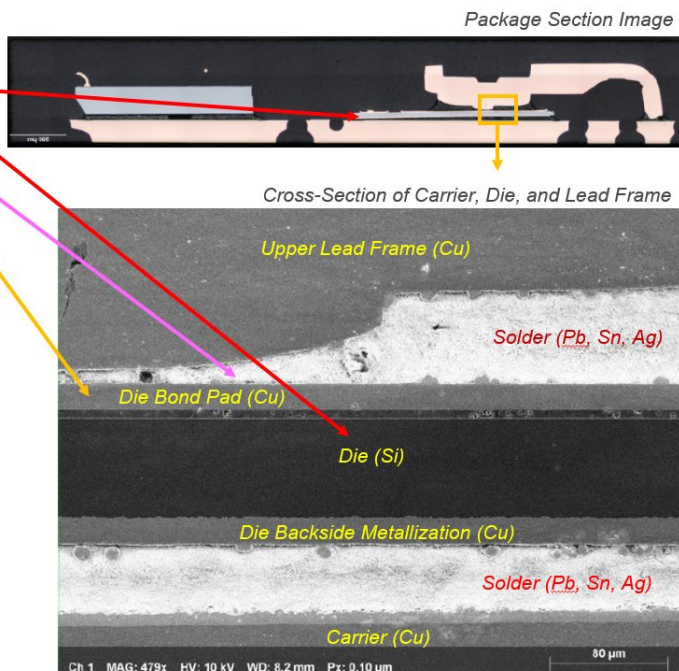 Package Section Image
500 µm
Cross-Section of Carrier, Die, and Lead Frame
Upper Lead Frame (Cu)
Solder (Pb, Sn, Ag)
Die Bond Pad (Cu)
Die (Si)
Die Backside Metallization (Cu)
Solder (Pb, Sn, Ag)
Carrier (Cu)
Ch 1 MAG: 479x HV: 10 kV WD: 8.2 mm Px: 0.10 µm
80 µm